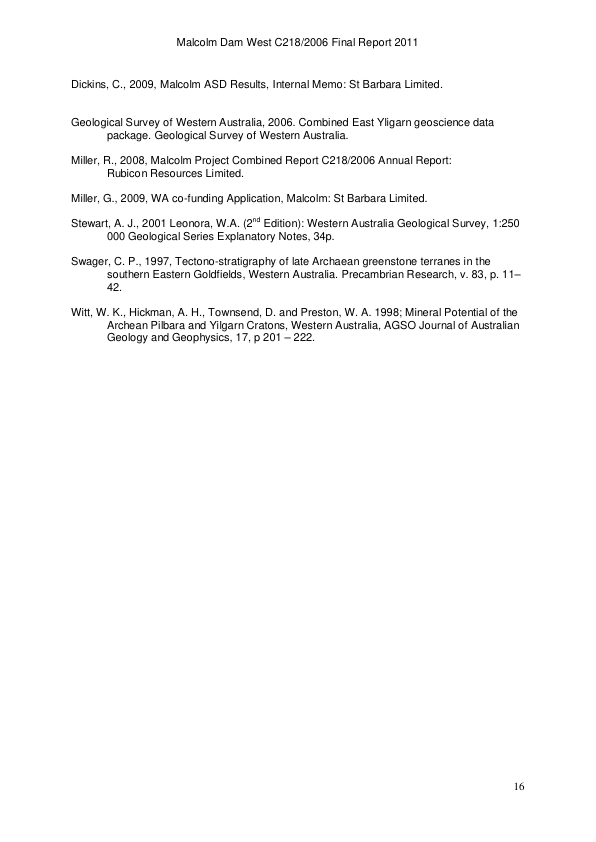 Malcolm Dam West C218/2006 Final Report 2011
Dickins, C., 2009, Malcolm ASD Results, Internal Memo: St Barbara Limited.
Geological Survey of Western Australia, 2006. Combined East Yligarn geoscience data
package. Geological Survey of Western Australia.
Miller, R., 2008, Malcolm Project Combined Report C218/2006 Annual Report:
Rubicon Resources Limited.
Miller, G., 2009, WA co-funding Application, Malcolm: St Barbara Limited.
Stewart, A. J., 2001 Leonora, W.A. (2nd Edition): Western Australia Geological Survey, 1:250
000 Geological Series Explanatory Notes, 34p.
Swager, C. P., 1997, Tectono-stratigraphy of late Archaean greenstone terranes in the
southern Eastern Goldfields, Western Australia. Precambrian Research, v. 83, p. 11–
42.
Witt, W. K., Hickman, A. H., Townsend, D. and Preston, W. A. 1998; Mineral Potential of the
Archean Pilbara and Yilgarn Cratons, Western Australia, AGSO Journal of Australian
Geology and Geophysics, 17, p 201 – 222.
16